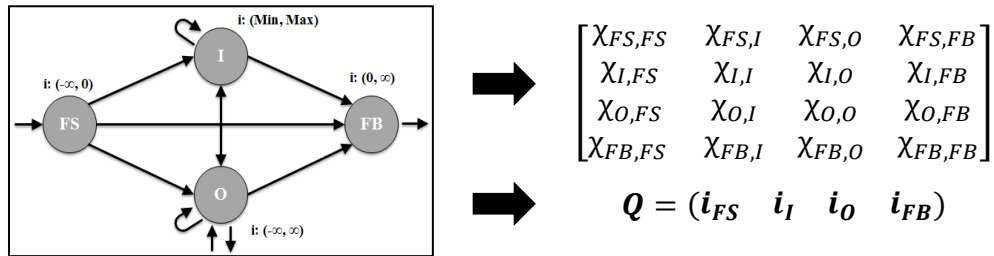 i: (Min, Max)
I
i: (-∞, 0)
i: (0, ∞)
FS
FB
O
i: (-∞, ∞)
χFS,FS χFS,I χFS,O χFS,FB
χI,FS χI,I χI,O χI,FB
χO,FS χO,I χO,O χO,FB
χFB,FS χFB,I χFB,O χFB,FB
Q = (iFS iI iO iFB)